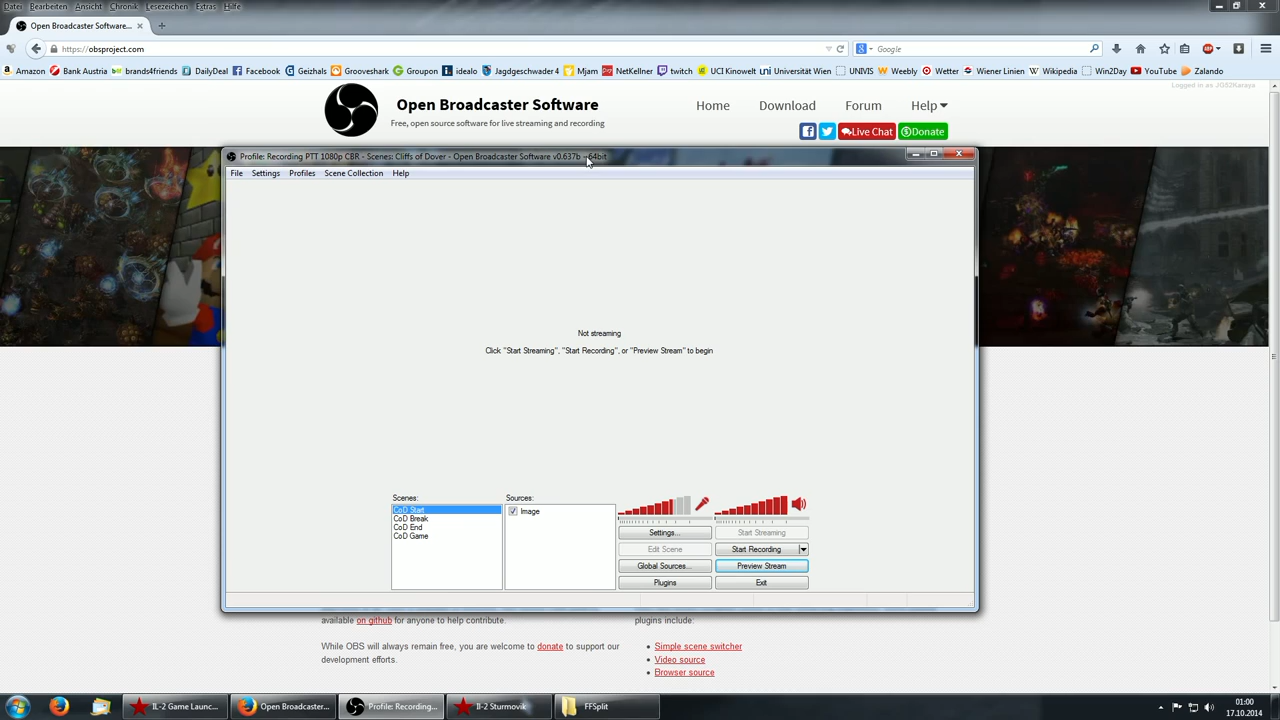 Datei Bearbeiten Ansicht Chronik Lesezeichen Extras Hilfe
Open Broadcaster Software...
https://obsproject.com
Google
Amazon Bank Austria brands4friends DailyDeal Facebook Geizhals Grooveshark Groupon idealo Jagdgeschwader 4 Mjam NetKellner twitch UCI Kinowelt Universität Wien UNIVIS Weebly Wetter Wiener Linien Wikipedia Win2Day YouTube Zalando
Logged in as JG52Karaya
Open Broadcaster Software
Free, open source software for live streaming and recording
Home Download Forum Help
Live Chat Donate
Profile: Recording PTT 1080p CBR - Scenes: Cliffs of Dover - Open Broadcaster Software v0.637b - 64bit
File Settings Profiles Scene Collection Help
Not streaming
Click "Start Streaming", "Start Recording", or "Preview Stream" to begin
Scenes: Sources:
CoD Start
CoD Break
CoD End
CoD Game
Image
Settings... Start Streaming
Edit Scene Start Recording
Global Sources... Preview Stream
Plugins Exit
available on github for anyone to help contribute.
While OBS will always remain free, you are welcome to donate to support our
development efforts.
plugins include:
Simple scene switcher
Video source
Browser source
IL-2 Game Launc... Open Broadcaster... Profile: Recording... Il-2 Sturmovik FFSplit
01:00
17.10.2014